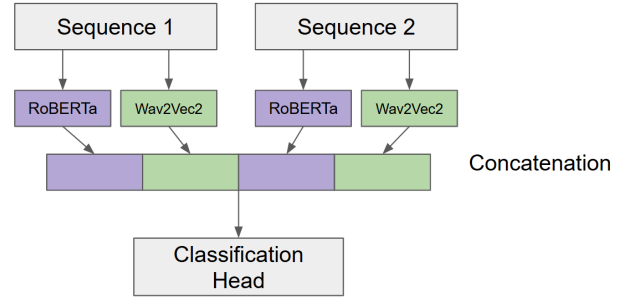 Sequence 1
Sequence 2
RoBERTa
Wav2Vec2
RoBERTa
Wav2Vec2
Concatenation
Classification
Head